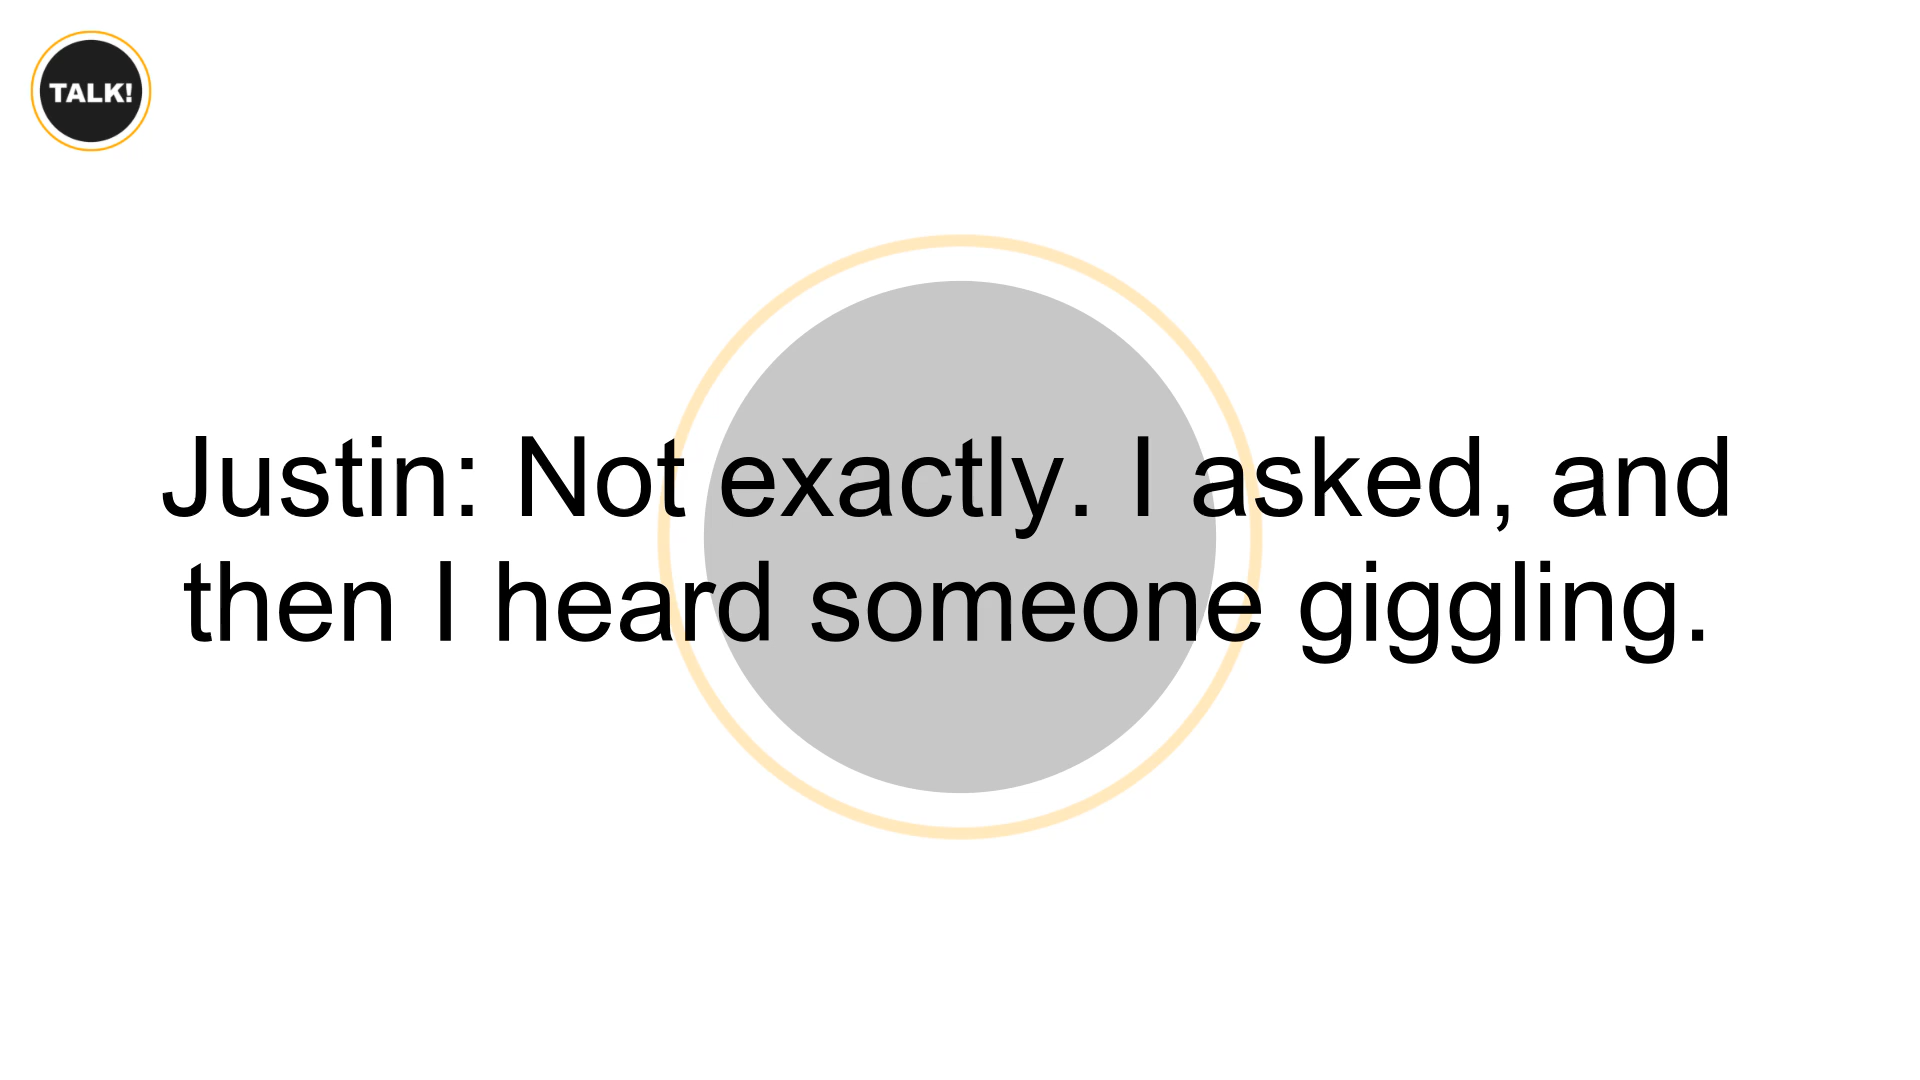 TALK!
Justin: Not exactly. I asked, and
then I heard someone giggling.